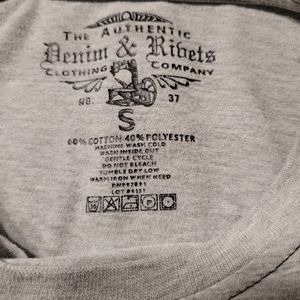 THE AUTHENTIC
Denim & Rivets
CLOTHING COMPANY
NO. 37
S
60% COTTON 40% POLYESTER
MACHINE WASH COLD
WASH INSIDE OUT
GENTLE CYCLE
DO NOT BLEACH
TUMBLE DRY LOW
WARM IRON WHEN NEED